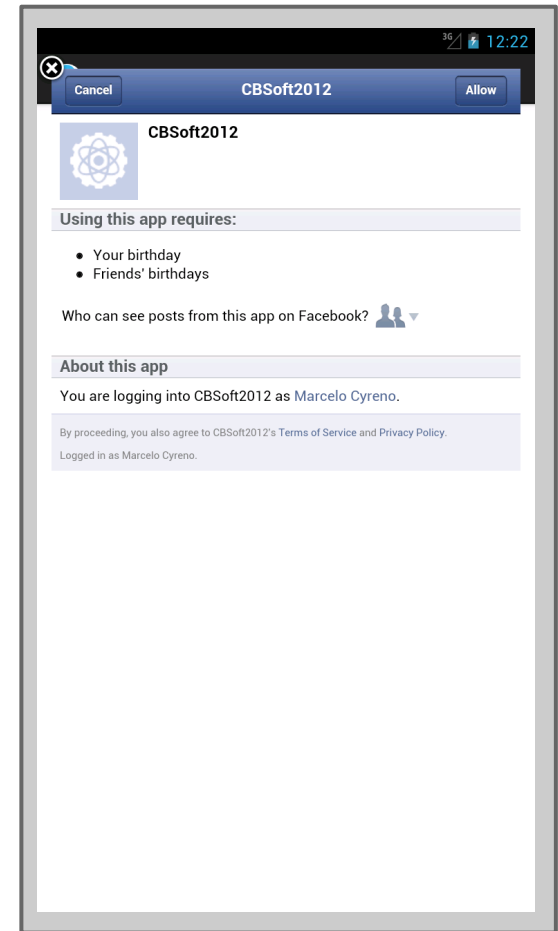 3G 12:22
Cancel CBSoft2012 Allow
CBSoft2012
Using this app requires:
Your birthday
Friends' birthdays
Who can see posts from this app on Facebook?
About this app
You are logging into CBSoft2012 as Marcelo Cyreno.
By proceeding, you also agree to CBSoft2012's Terms of Service and Privacy Policy.
Logged in as Marcelo Cyreno.